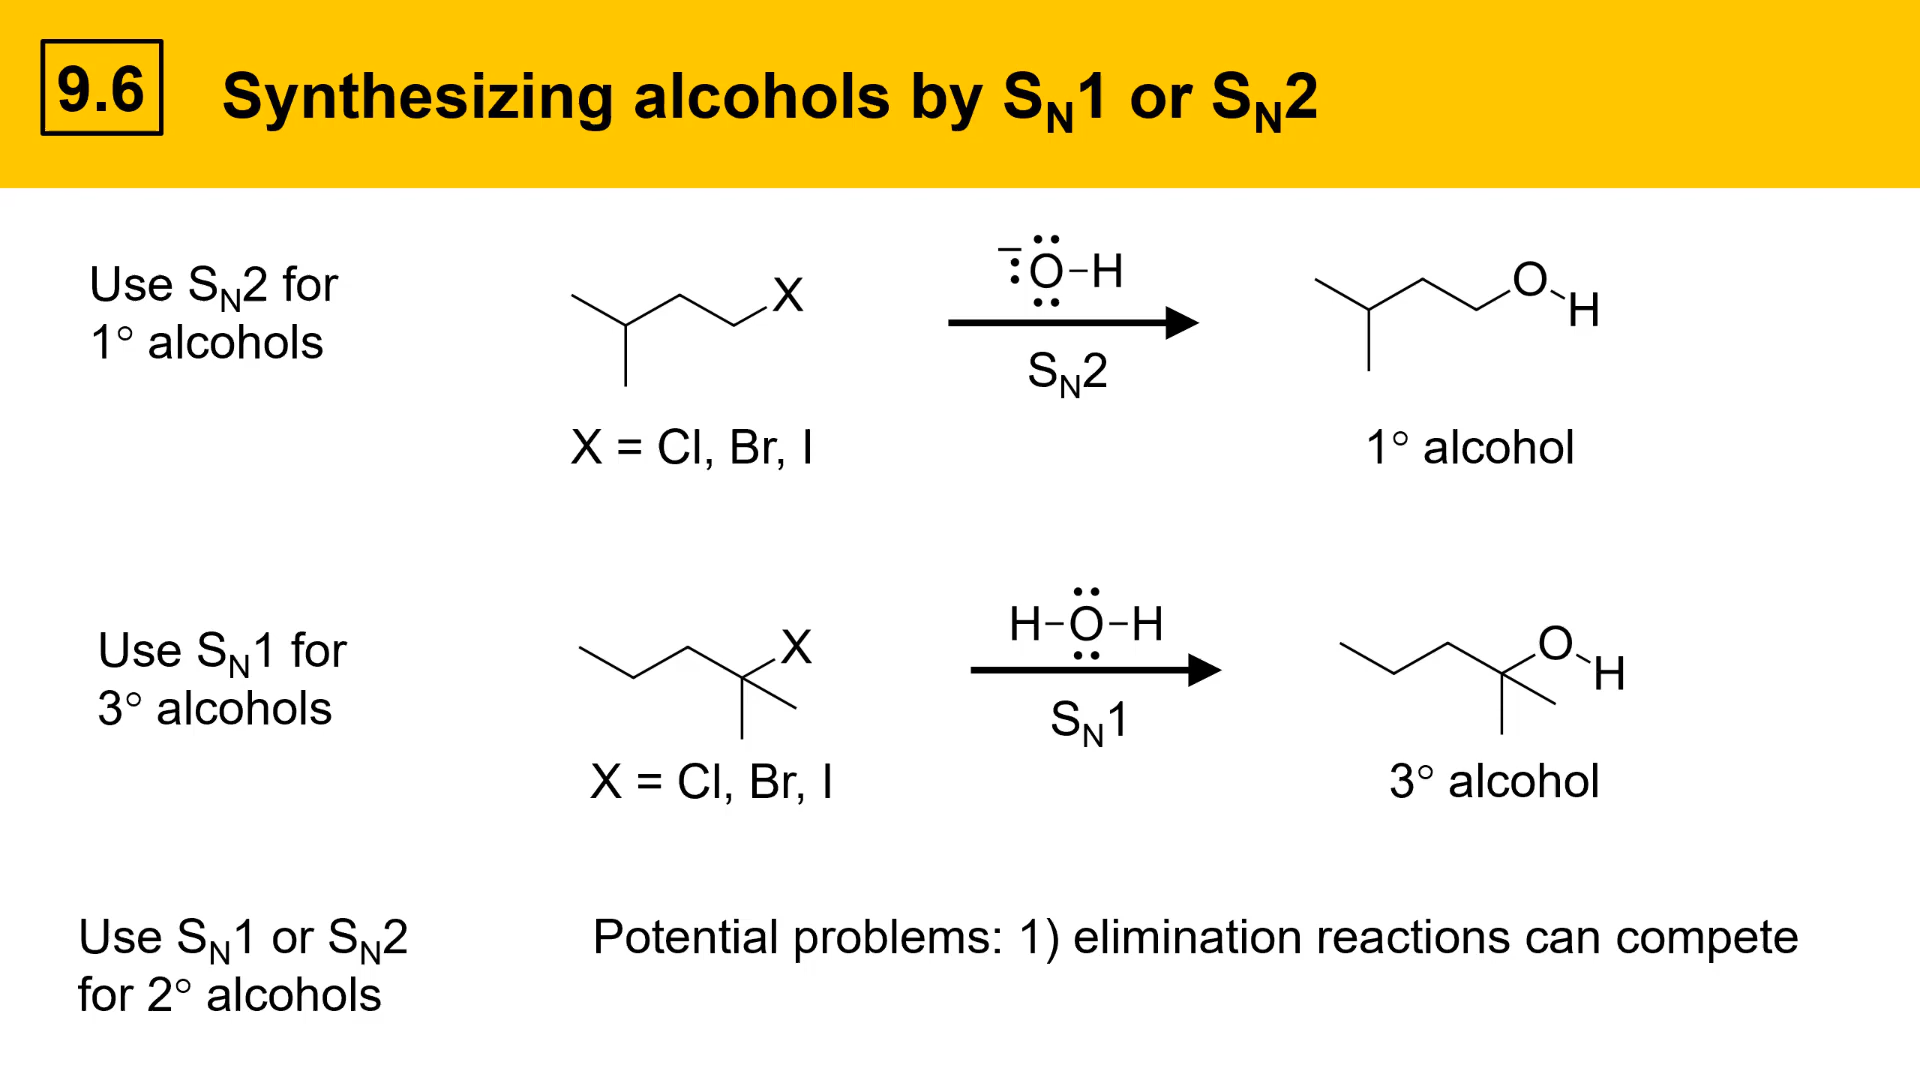 9.6
Synthesizing alcohols by SN1 or SN2
Use SN2 for
1° alcohols
X
X = Cl, Br, I
− :Ö–H
SN2
O
H
1° alcohol
Use SN1 for
3° alcohols
X
X = Cl, Br, I
H–Ö–H
SN1
O
H
3° alcohol
Use SN1 or SN2
for 2° alcohols
Potential problems: 1) elimination reactions can compete